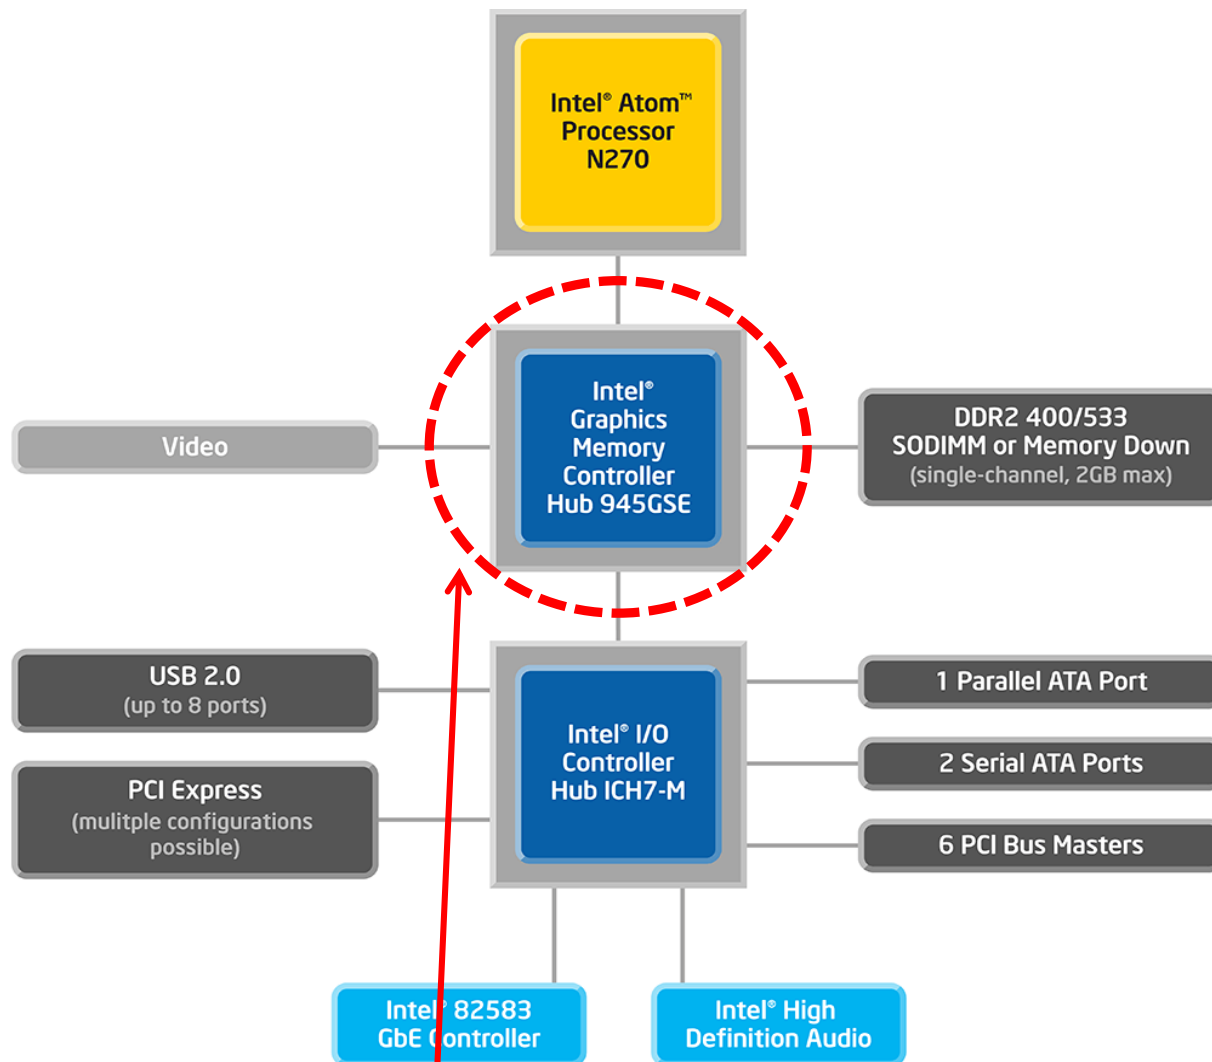 Intel® Atom™
Processor
N270
Intel®
Graphics
Memory
Controller
Hub 945GSE
Video
DDR2 400/533
SODIMM or Memory Down
(single-channel, 2GB max)
USB 2.0
(up to 8 ports)
PCI Express
(mulitple configurations
possible)
Intel® I/O
Controller
Hub ICH7-M
1 Parallel ATA Port
2 Serial ATA Ports
6 PCI Bus Masters
Intel® 82583
GbE Controller
Intel® High
Definition Audio